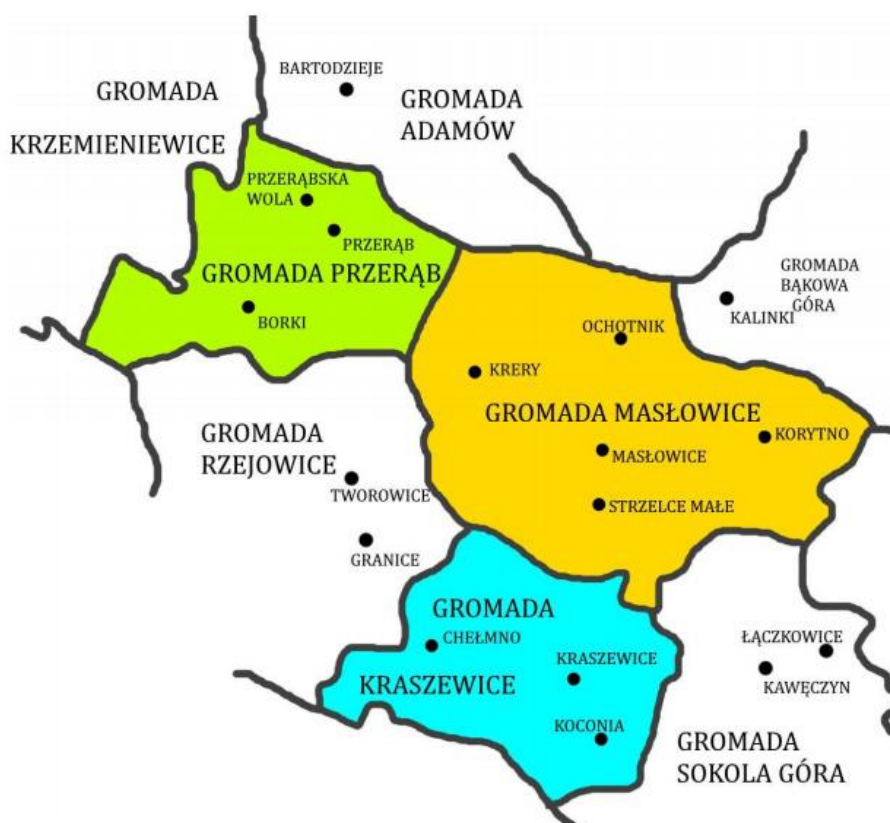 BARTODZIEJE
GROMADA
KRZEMIENIEWICE
GROMADA
ADAMÓW
PRZERĄBSKA
WOLA
PRZERĄB
GROMADA PRZERĄB
BORKI
GROMADA
BĄKOWA
GÓRA
KALINKI
OCHOTNIK
KRERY
GROMADA MASŁOWICE
KORYTNO
MASŁOWICE
STRZELCE MAŁE
GROMADA
RZEJOWICE
TWOROWICE
GRANICE
GROMADA
CHEŁMNO
KRASZEWICE
KRASZEWICE
KOCONIA
ŁĄCZKOWICE
KAWĘCZYN
GROMADA
SOKOLA GÓRA